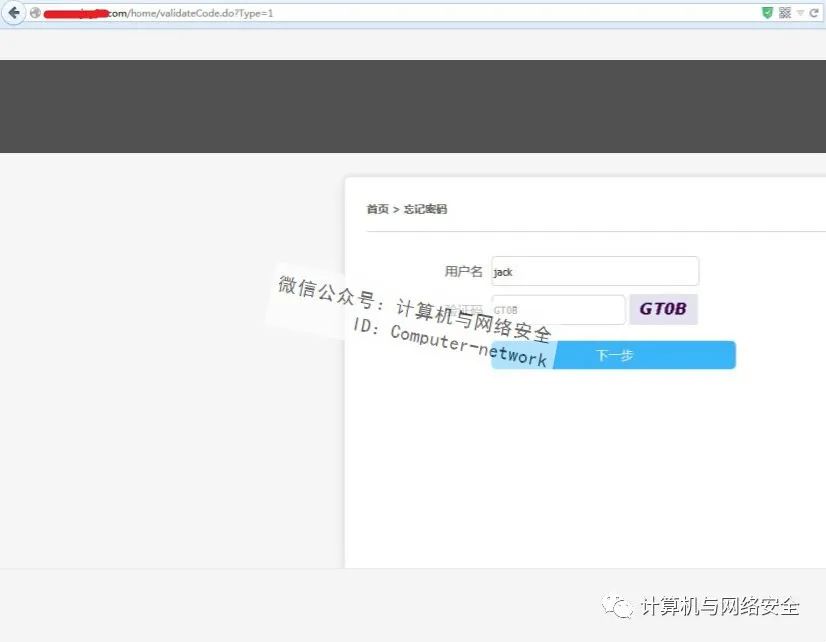 com/home/validateCode.do?Type=1
首页 > 忘记密码
用户名 jack
验证码 GT0B GT0B
下一步
微信公众号：计算机与网络安全
ID：Computer-network
计算机与网络安全